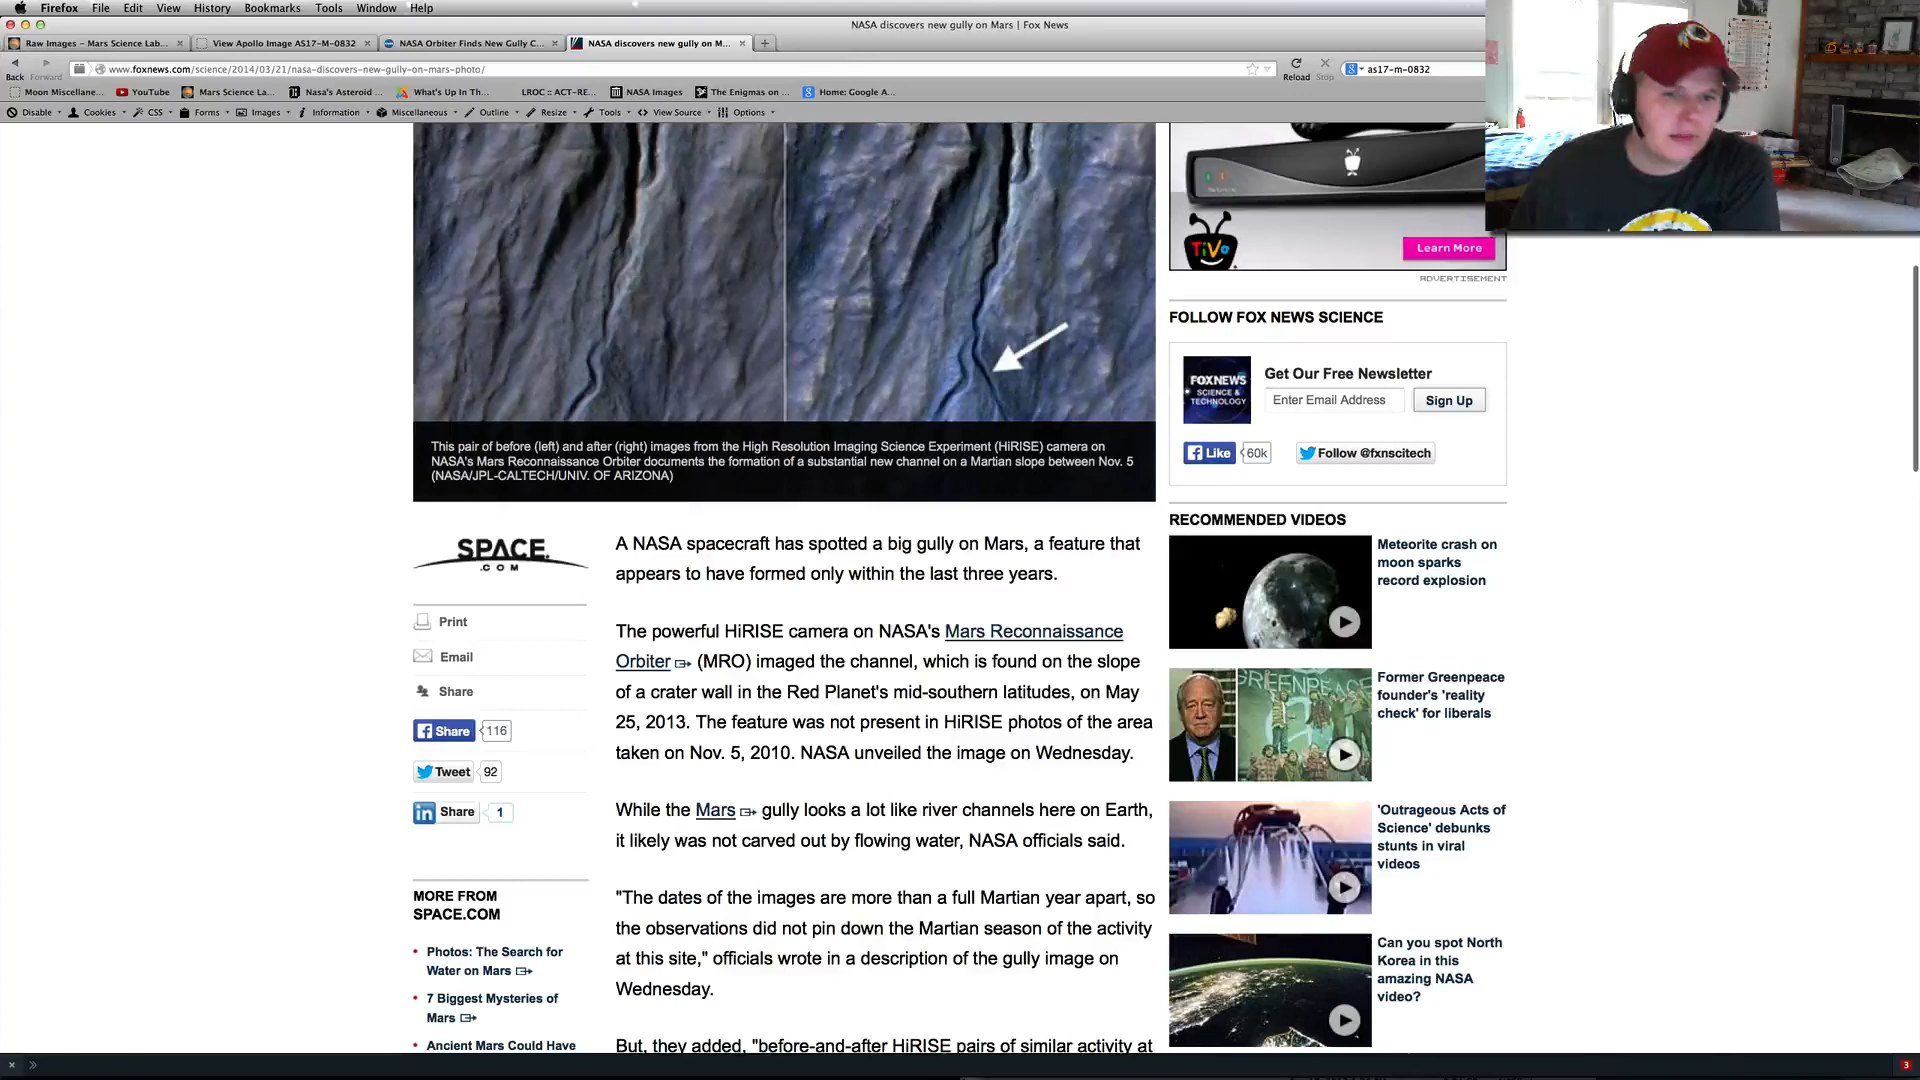 Firefox File Edit View History Bookmarks Tools Window Help
NASA discovers new gully on Mars | Fox News
Raw Images – Mars Science Lab... View Apollo Image AS17-M-0832 NASA Orbiter Finds New Gully C... NASA discovers new gully on M...
www.foxnews.com/science/2014/03/21/nasa-discovers-new-gully-on-mars-photo/ as17-m-0832
Back Forward Reload Stop
Moon Miscellane... YouTube Mars Science La... Nasa's Asteroid ... What's Up In Th... LROC :: ACT-RE... NASA Images The Enigmas on ... Home: Google A...
Disable Cookies CSS Forms Images Information Miscellaneous Outline Resize Tools View Source Options
TiVo
Learn More
ADVERTISEMENT
This pair of before (left) and after (right) images from the High Resolution Imaging Science Experiment (HiRISE) camera on
NASA's Mars Reconnaissance Orbiter documents the formation of a substantial new channel on a Martian slope between Nov. 5
(NASA/JPL-CALTECH/UNIV. OF ARIZONA)
SPACE
.COM
Print
Email
Share
Share 116
Tweet 92
Share 1
MORE FROM
SPACE.COM
• Photos: The Search for
Water on Mars
• 7 Biggest Mysteries of
Mars
• Ancient Mars Could Have
A NASA spacecraft has spotted a big gully on Mars, a feature that
appears to have formed only within the last three years.
The powerful HiRISE camera on NASA's Mars Reconnaissance
Orbiter (MRO) imaged the channel, which is found on the slope
of a crater wall in the Red Planet's mid-southern latitudes, on May
25, 2013. The feature was not present in HiRISE photos of the area
taken on Nov. 5, 2010. NASA unveiled the image on Wednesday.
While the Mars gully looks a lot like river channels here on Earth,
it likely was not carved out by flowing water, NASA officials said.
"The dates of the images are more than a full Martian year apart, so
the observations did not pin down the Martian season of the activity
at this site," officials wrote in a description of the gully image on
Wednesday.
But, they added, "before-and-after HiRISE pairs of similar activity at
FOLLOW FOX NEWS SCIENCE
FOXNEWS
SCIENCE &
TECHNOLOGY
Get Our Free Newsletter
Enter Email Address Sign Up
Like 60k Follow @fxnscitech
RECOMMENDED VIDEOS
Meteorite crash on
moon sparks
record explosion
GREENPEACE
Former Greenpeace
founder's 'reality
check' for liberals
'Outrageous Acts of
Science' debunks
stunts in viral
videos
Can you spot North
Korea in this
amazing NASA
video?
3